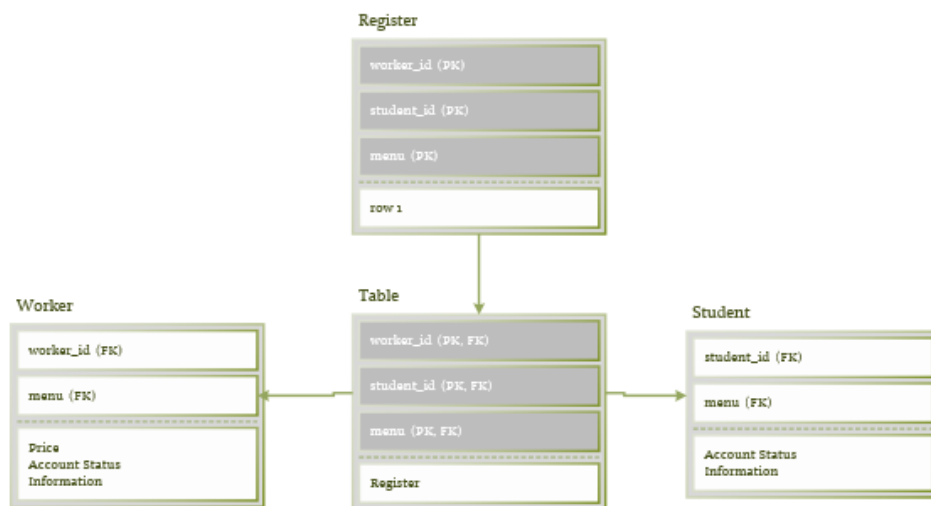 Register
worker_id (PK)
student_id (PK)
menu (PK)
row 1
Worker
worker_id (FK)
menu (FK)
Price
Account Status
Information
Table
worker_id (PK, FK)
student_id (PK, FK)
menu (PK, FK)
Register
Student
student_id (FK)
menu (FK)
Account Status
Information